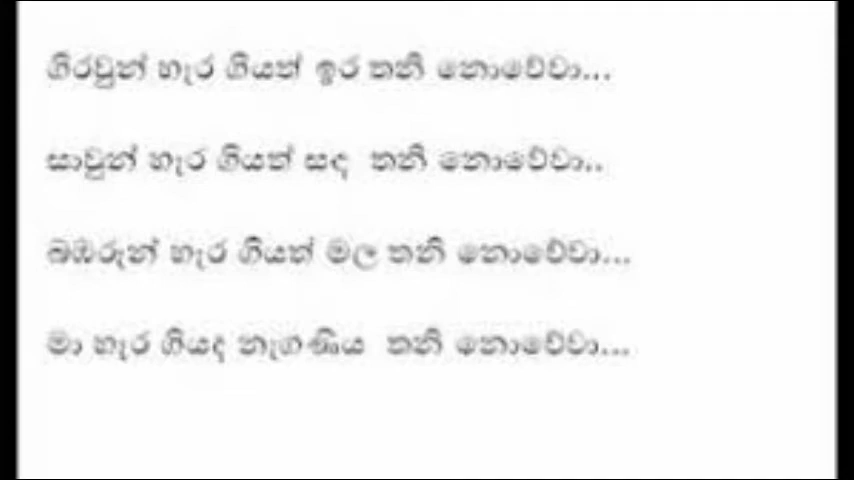 ගිරවුන් හැර ගියත් ඉර තනි නොවේවා...
සාවුන් හැර ගියත් සඳ තනි නොවේවා..
බඹරුන් හැර ගියත් මල තනි නොවේවා...
මා හැර ගියද නැගණිය තනි නොවේවා...